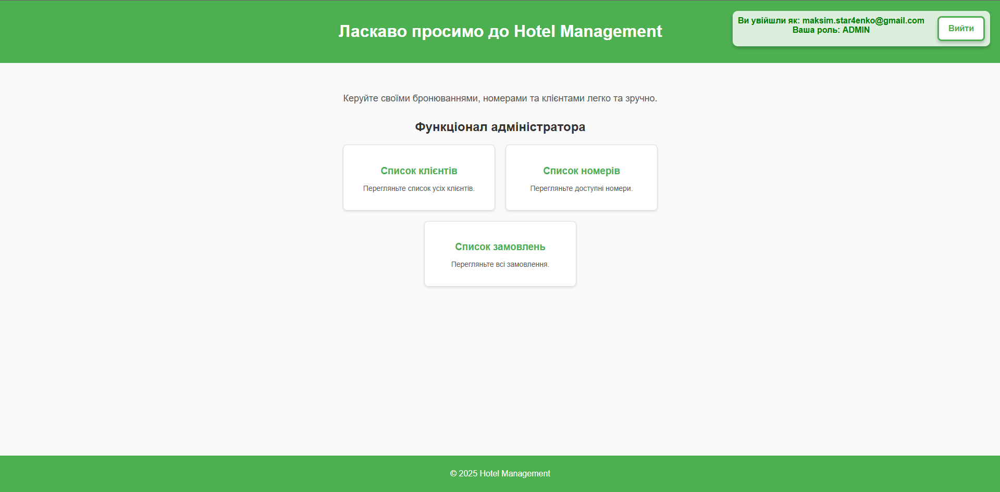 Ласкаво просимо до Hotel Management
Ви увійшли як: maksim.star4enko@gmail.com
Ваша роль: ADMIN
Вийти
Керуйте своїми бронюваннями, номерами та клієнтами легко та зручно.
Функціонал адміністратора
Список клієнтів
Перегляньте список усіх клієнтів.
Список номерів
Перегляньте доступні номери.
Список замовлень
Перегляньте всі замовлення.
© 2025 Hotel Management